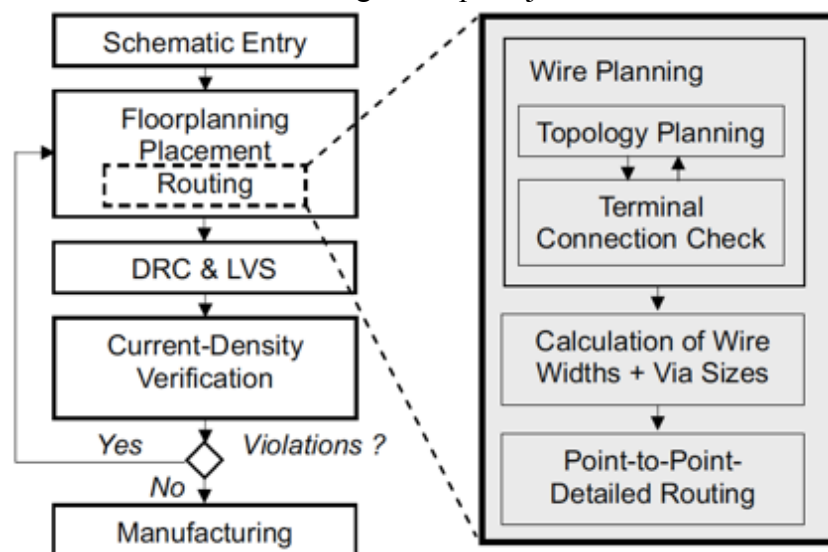 Schematic Entry
Floorplanning
Placement
Routing
DRC & LVS
Current-Density
Verification
Yes
Violations ?
No
Manufacturing
Wire Planning
Topology Planning
Terminal
Connection Check
Calculation of Wire
Widths + Via Sizes
Point-to-Point-
Detailed Routing